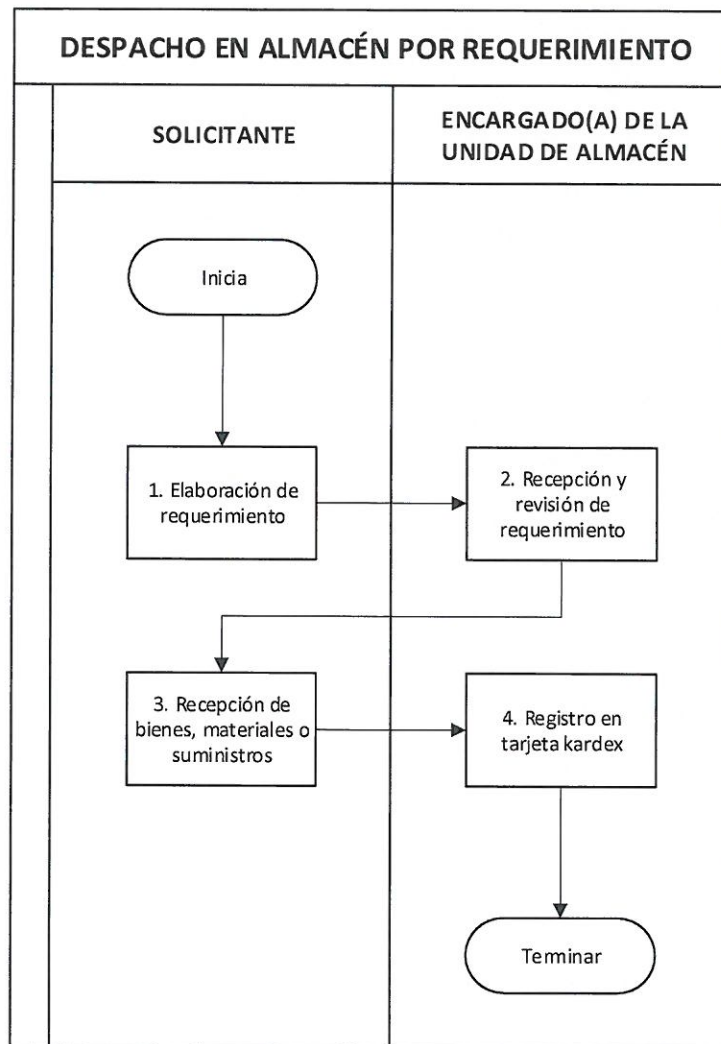 DESPACHO EN ALMACÉN POR REQUERIMIENTO
SOLICITANTE
ENCARGADO(A) DE LA
UNIDAD DE ALMACÉN
Inicia
1. Elaboración de
requerimiento
2. Recepción y
revisión de
requerimiento
3. Recepción de
bienes, materiales o
suministros
4. Registro en
tarjeta kardex
Terminar